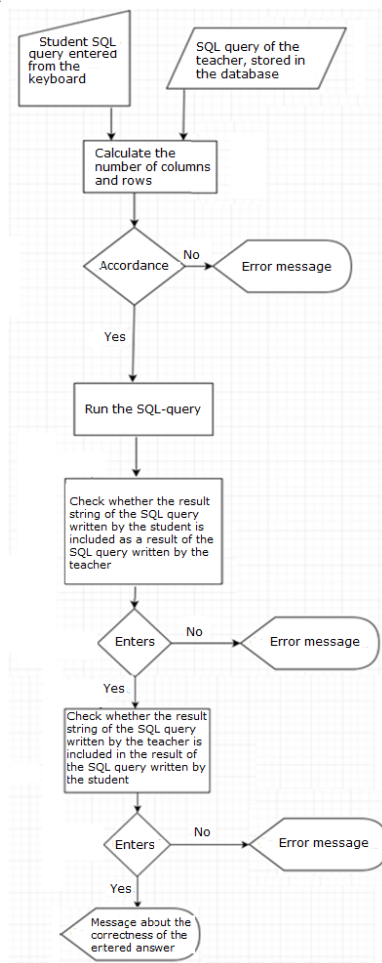 Student SQL
query entered
from the
keyboard
SQL query of the
teacher, stored in
the database
Calculate the
number of columns
and rows
Accordance
No
Error message
Yes
Run the SQL-query
Check whether the result
string of the SQL query
written by the student is
included as a result of the
SQL query written by the
teacher
Enters
No
Error message
Yes
Check whether the result
string of the SQL query
written by the teacher is
included in the result of
the SQL query written by
the student
Enters
No
Error message
Yes
Message about the
correctness of the
ertered answer